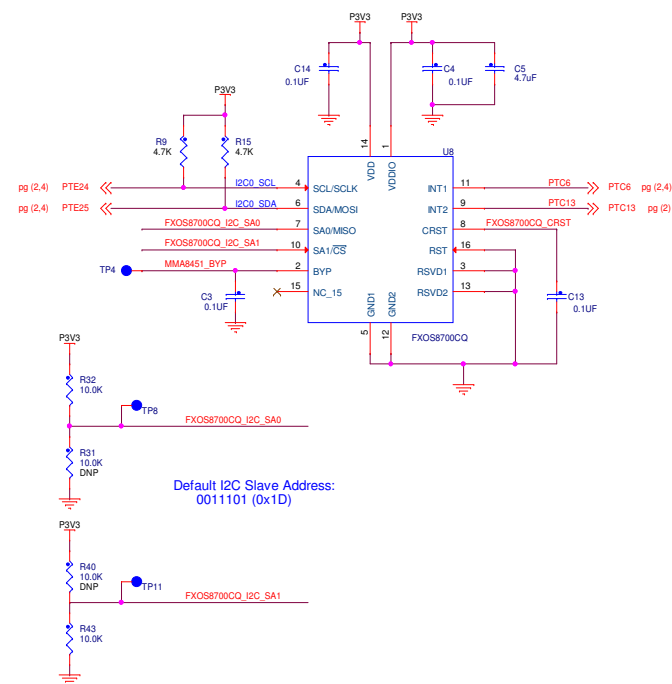 P3V3
P3V3
C14
0.1UF
C4
0.1UF
C5
4.7uF
P3V3
R9
4.7K
R15
4.7K
U8
14
VDD
1
VDDIO
pg (2,4) PTE24
I2C0_SCL
4
SCL/SCLK
INT1
11
PTC6
PTC6 pg (2,4)
pg (2,4) PTE25
I2C0_SDA
6
SDA/MOSI
INT2
9
PTC13
PTC13 pg (2)
FXOS8700CQ_I2C_SA0
7
SA0/MISO
CRST
8
FXOS8700CQ_CRST
FXOS8700CQ_I2C_SA1
10
SA1/CS
RST
16
TP4
MMA8451_BYP
2
BYP
RSVD1
3
15
NC_15
RSVD2
13
C3
0.1UF
C13
0.1UF
GND1
5
GND2
12
FXOS8700CQ
P3V3
R32
10.0K
TP8
FXOS8700CQ_I2C_SA0
R31
10.0K
DNP
Default I2C Slave Address:
0011101 (0x1D)
P3V3
R40
10.0K
DNP
TP11
FXOS8700CQ_I2C_SA1
R43
10.0K